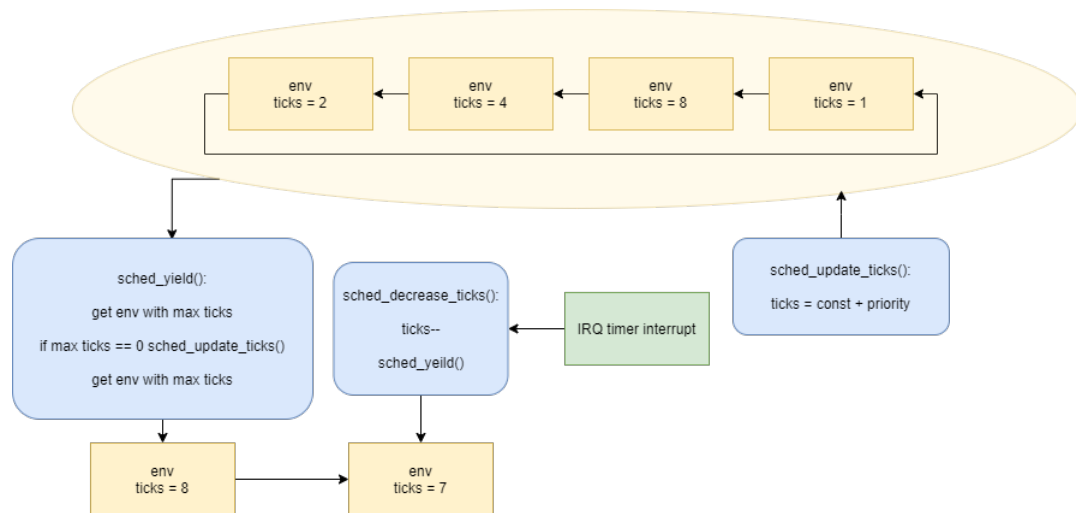 env
ticks = 2
env
ticks = 4
env
ticks = 8
env
ticks = 1
sched_yield():
get env with max ticks
if max ticks == 0 sched_update_ticks()
get env with max ticks
sched_decrease_ticks():
ticks--
sched_yeild()
IRQ timer interrupt
sched_update_ticks():
ticks = const + priority
env
ticks = 8
env
ticks = 7